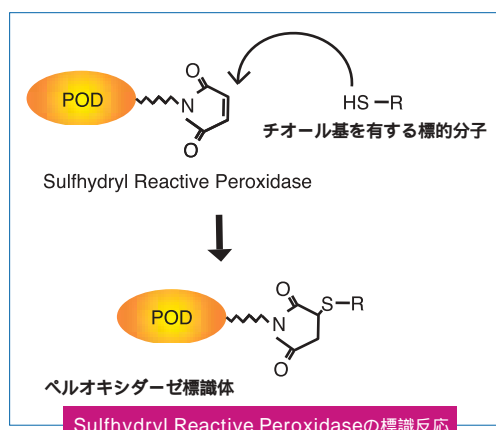 O
POD
N
HS－R
O
チオール基を有する標的分子
Sulfhydryl Reactive Peroxidase
O
S－R
POD
N
O
ペルオキシダーゼ標識体
Sulfhydryl Reactive Peroxidaseの標識反応